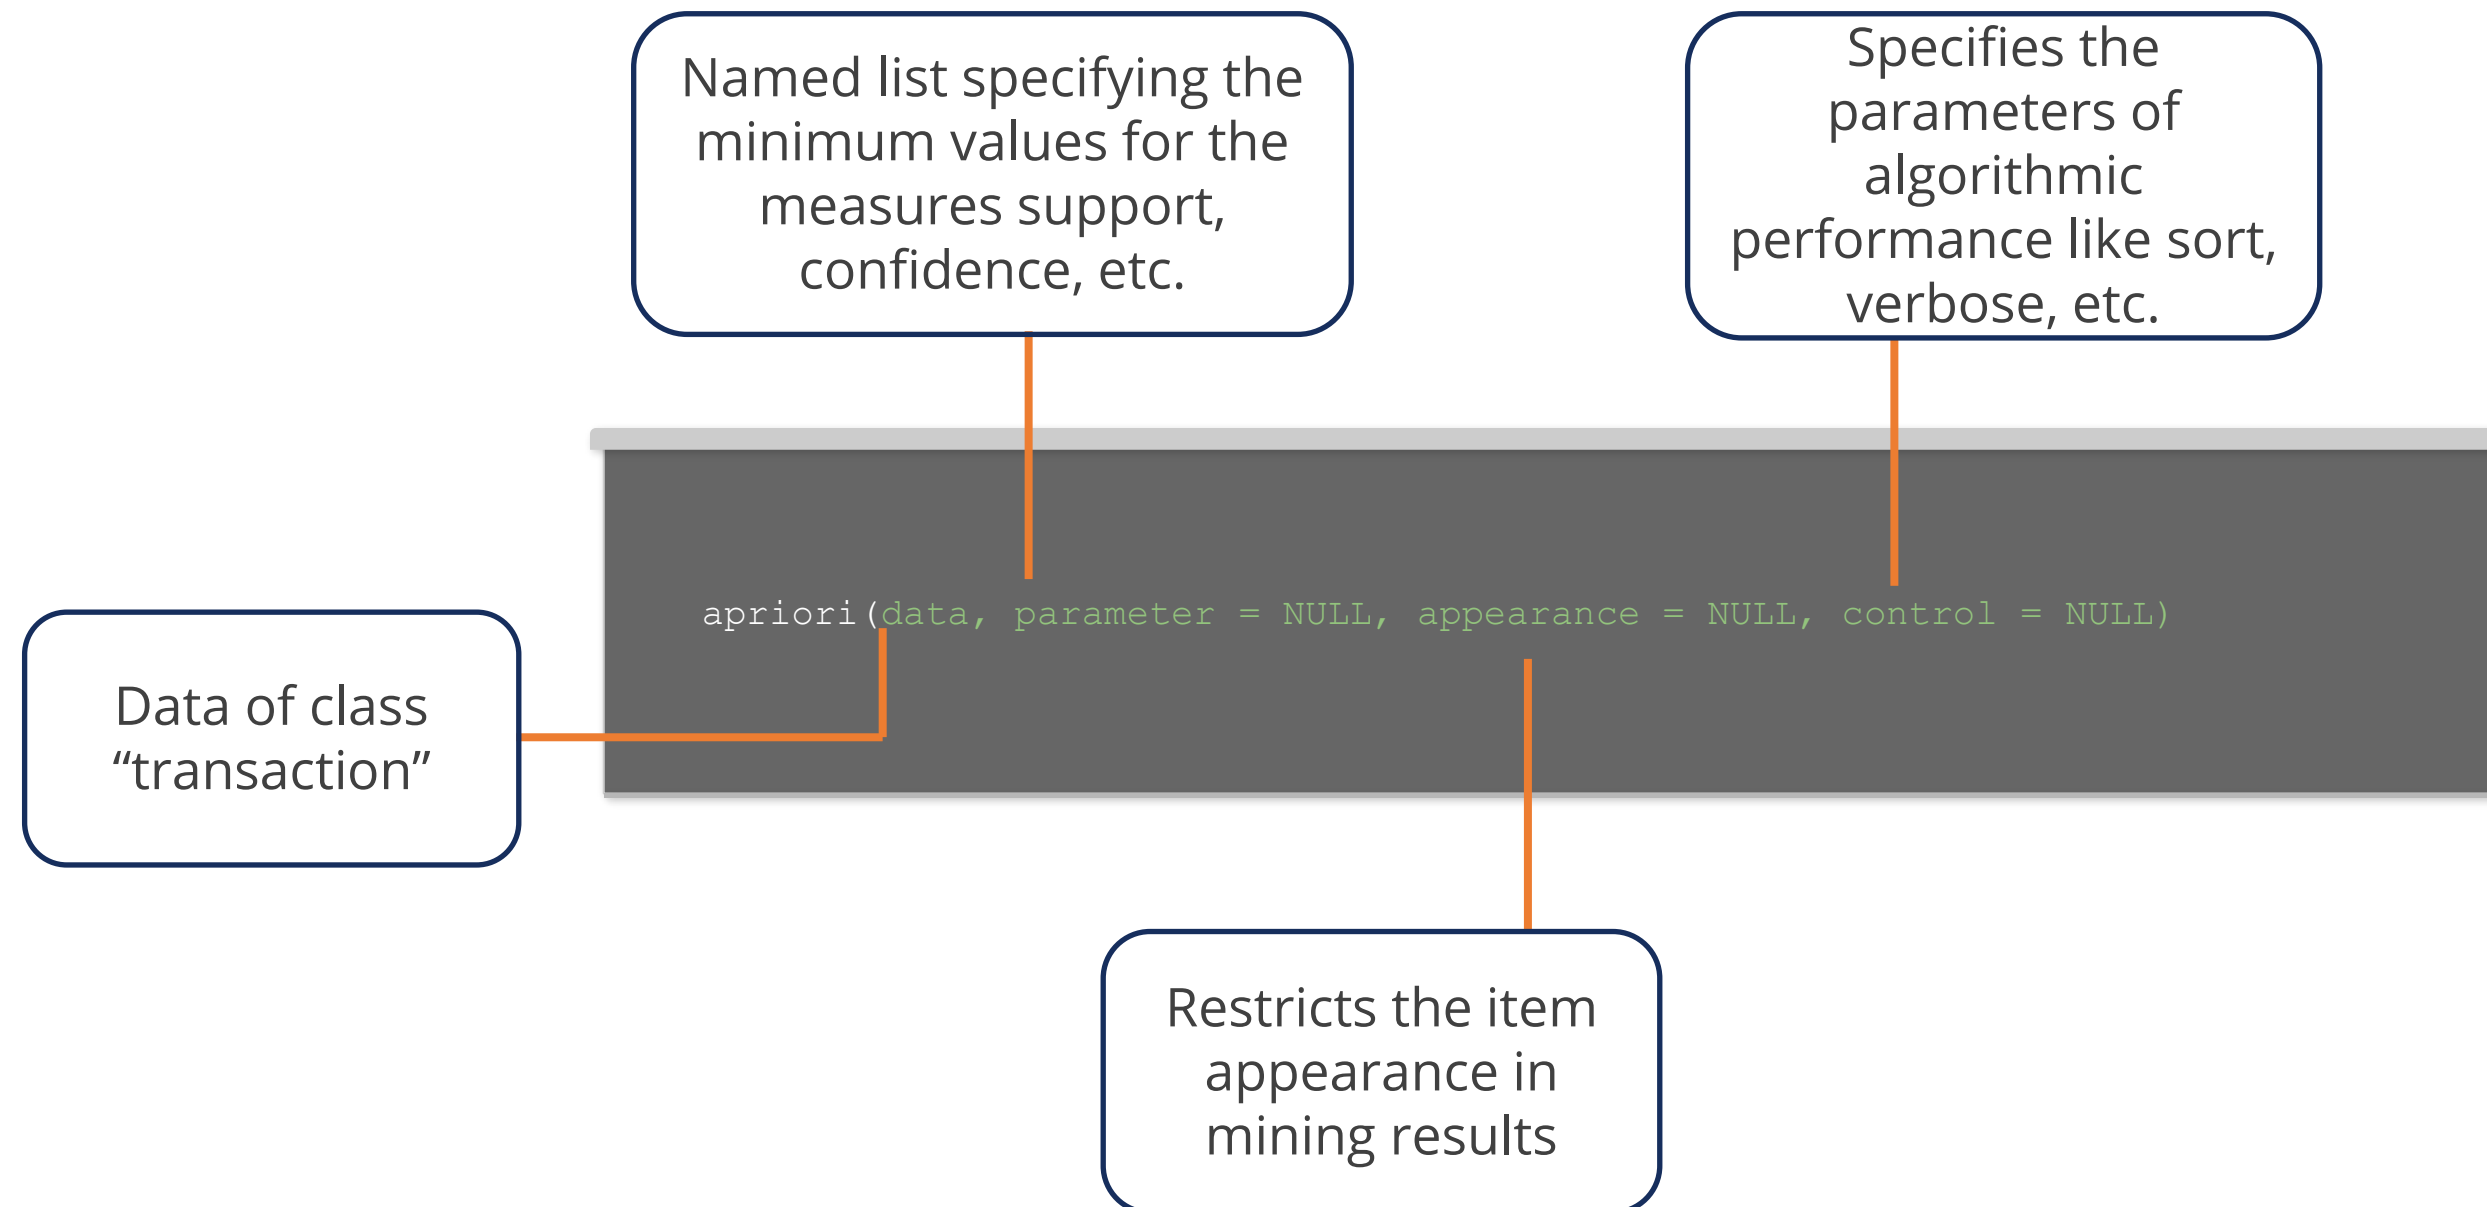 Named list specifying the
minimum values for the
measures support,
confidence, etc.
Specifies the
parameters of
algorithmic
performance like sort,
verbose, etc.
apriori(data, parameter = NULL, appearance = NULL, control = NULL)
Data of class
“transaction”
Restricts the item
appearance in
mining results